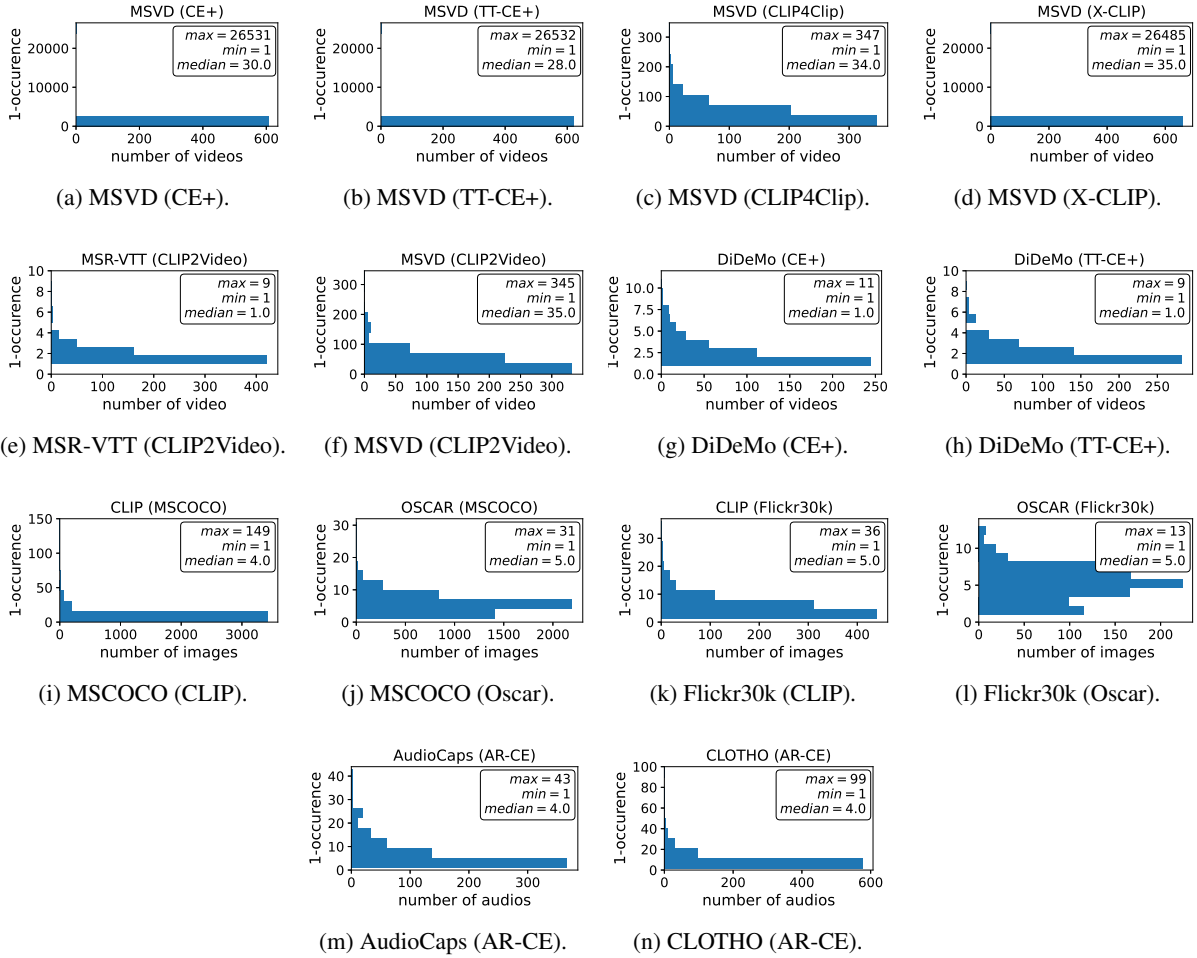 MSVD (CE+)
1-occurence
20000
10000
0
max = 26531
min = 1
median = 30.0
0 200 400 600
number of videos
(a) MSVD (CE+).
MSVD (TT-CE+)
1-occurence
20000
10000
0
max = 26532
min = 1
median = 28.0
0 200 400 600
number of videos
(b) MSVD (TT-CE+).
MSVD (CLIP4Clip)
1-occurence
300
200
100
0
max = 347
min = 1
median = 34.0
0 100 200 300
number of video
(c) MSVD (CLIP4Clip).
MSVD (X-CLIP)
1-occurence
20000
10000
0
max = 26485
min = 1
median = 35.0
0 200 400 600
number of video
(d) MSVD (X-CLIP).
MSR-VTT (CLIP2Video)
1-occurence
10
8
6
4
2
0
max = 9
min = 1
median = 1.0
0 100 200 300 400
number of video
(e) MSR-VTT (CLIP2Video).
MSVD (CLIP2Video)
1-occurence
300
200
100
0
max = 345
min = 1
median = 35.0
0 50 100 150 200 250 300
number of video
(f) MSVD (CLIP2Video).
DiDeMo (CE+)
1-occurence
10.0
7.5
5.0
2.5
0.0
max = 11
min = 1
median = 1.0
0 50 100 150 200 250
number of videos
(g) DiDeMo (CE+).
DiDeMo (TT-CE+)
1-occurence
10
8
6
4
2
0
max = 9
min = 1
median = 1.0
0 50 100 150 200 250
number of videos
(h) DiDeMo (TT-CE+).
CLIP (MSCOCO)
1-occurence
150
100
50
0
max = 149
min = 1
median = 4.0
0 1000 2000 3000
number of images
(i) MSCOCO (CLIP).
OSCAR (MSCOCO)
1-occurence
30
20
10
0
max = 31
min = 1
median = 5.0
0 500 1000 1500 2000
number of images
(j) MSCOCO (Oscar).
CLIP (Flickr30k)
1-occurence
30
20
10
0
max = 36
min = 1
median = 5.0
0 100 200 300 400
number of images
(k) Flickr30k (CLIP).
OSCAR (Flickr30k)
1-occurence
10
5
0
max = 13
min = 1
median = 5.0
0 50 100 150 200
number of images
(l) Flickr30k (Oscar).
AudioCaps (AR-CE)
1-occurence
40
30
20
10
0
max = 43
min = 1
median = 4.0
0 100 200 300
number of audios
(m) AudioCaps (AR-CE).
CLOTHO (AR-CE)
1-occurence
100
80
60
40
20
0
max = 99
min = 1
median = 4.0
0 200 400 600
number of audios
(n) CLOTHO (AR-CE).